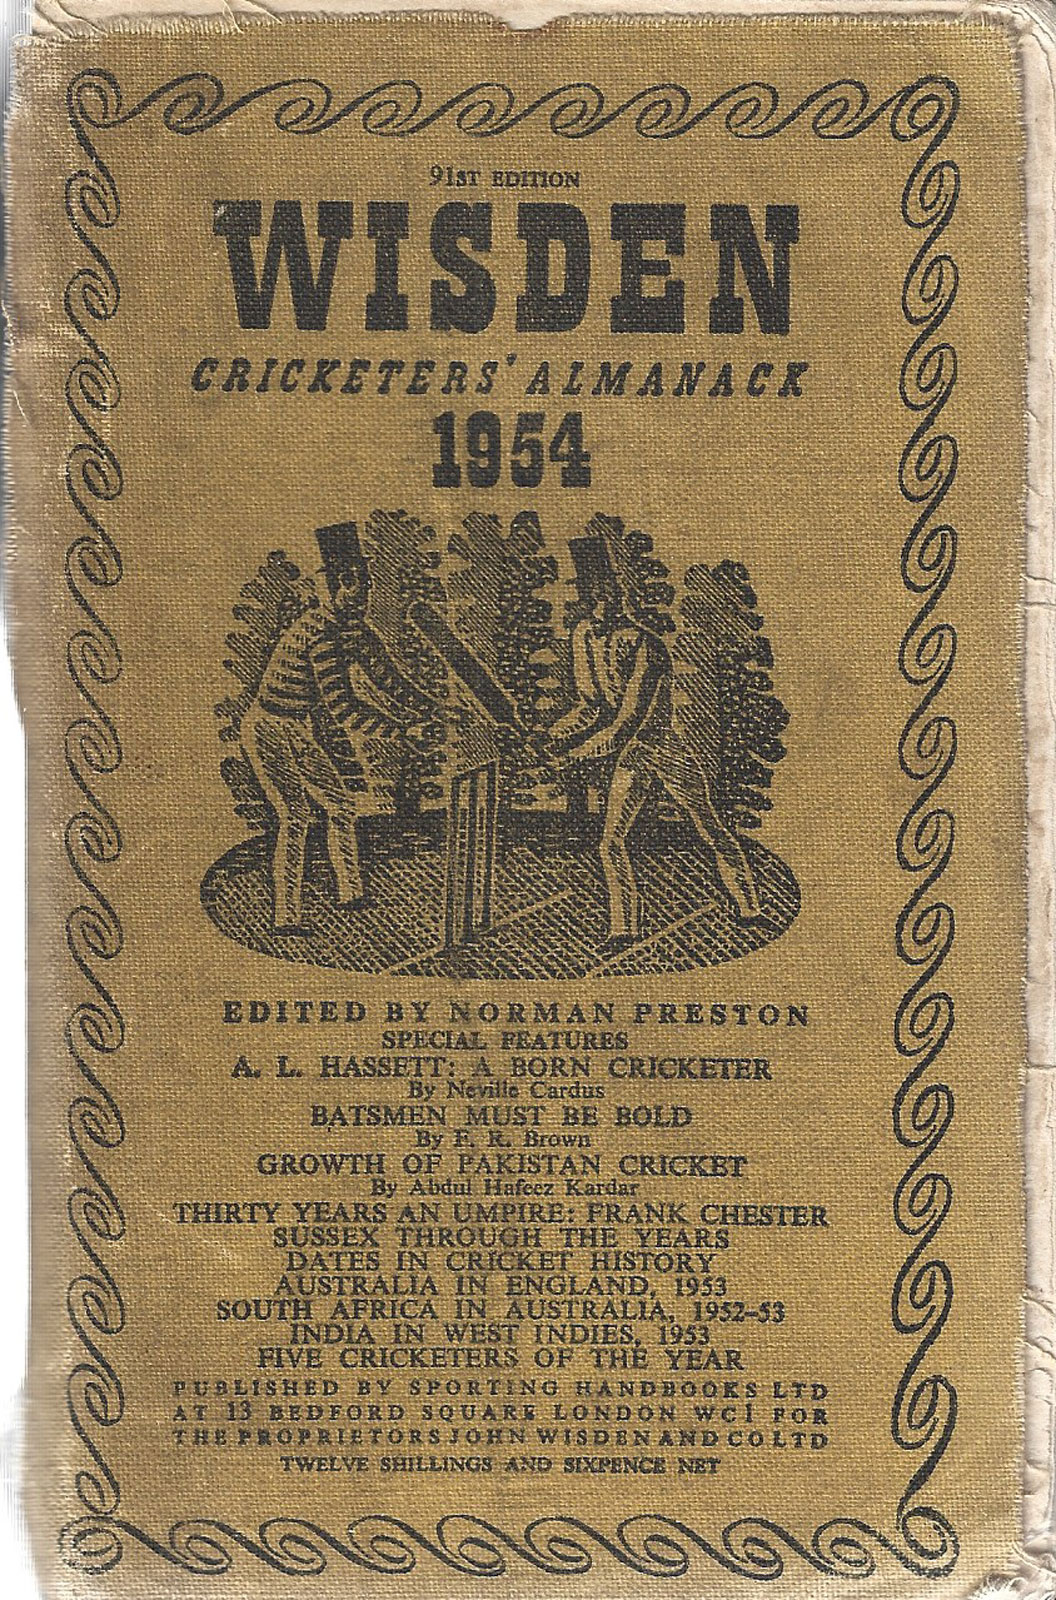 91ST EDITION
WISDEN
CRICKETERS' ALMANACK
1954
EDITED BY NORMAN PRESTON
SPECIAL FEATURES
A. L. HASSETT: A BORN CRICKETER
By Neville Cardus
BATSMEN MUST BE BOLD
By F. R. Brown
GROWTH OF PAKISTAN CRICKET
By Abdul Hafeez Kardar
THIRTY YEARS AN UMPIRE: FRANK CHESTER
SUSSEX THROUGH THE YEARS
DATES IN CRICKET HISTORY
AUSTRALIA IN ENGLAND, 1953
SOUTH AFRICA IN AUSTRALIA, 1952-53
INDIA IN WEST INDIES, 1953
FIVE CRICKETERS OF THE YEAR
PUBLISHED BY SPORTING HANDBOOKS LTD
AT 13 BEDFORD SQUARE LONDON WC1 FOR
THE PROPRIETORS JOHN WISDEN AND CO LTD
TWELVE SHILLINGS AND SIXPENCE NET